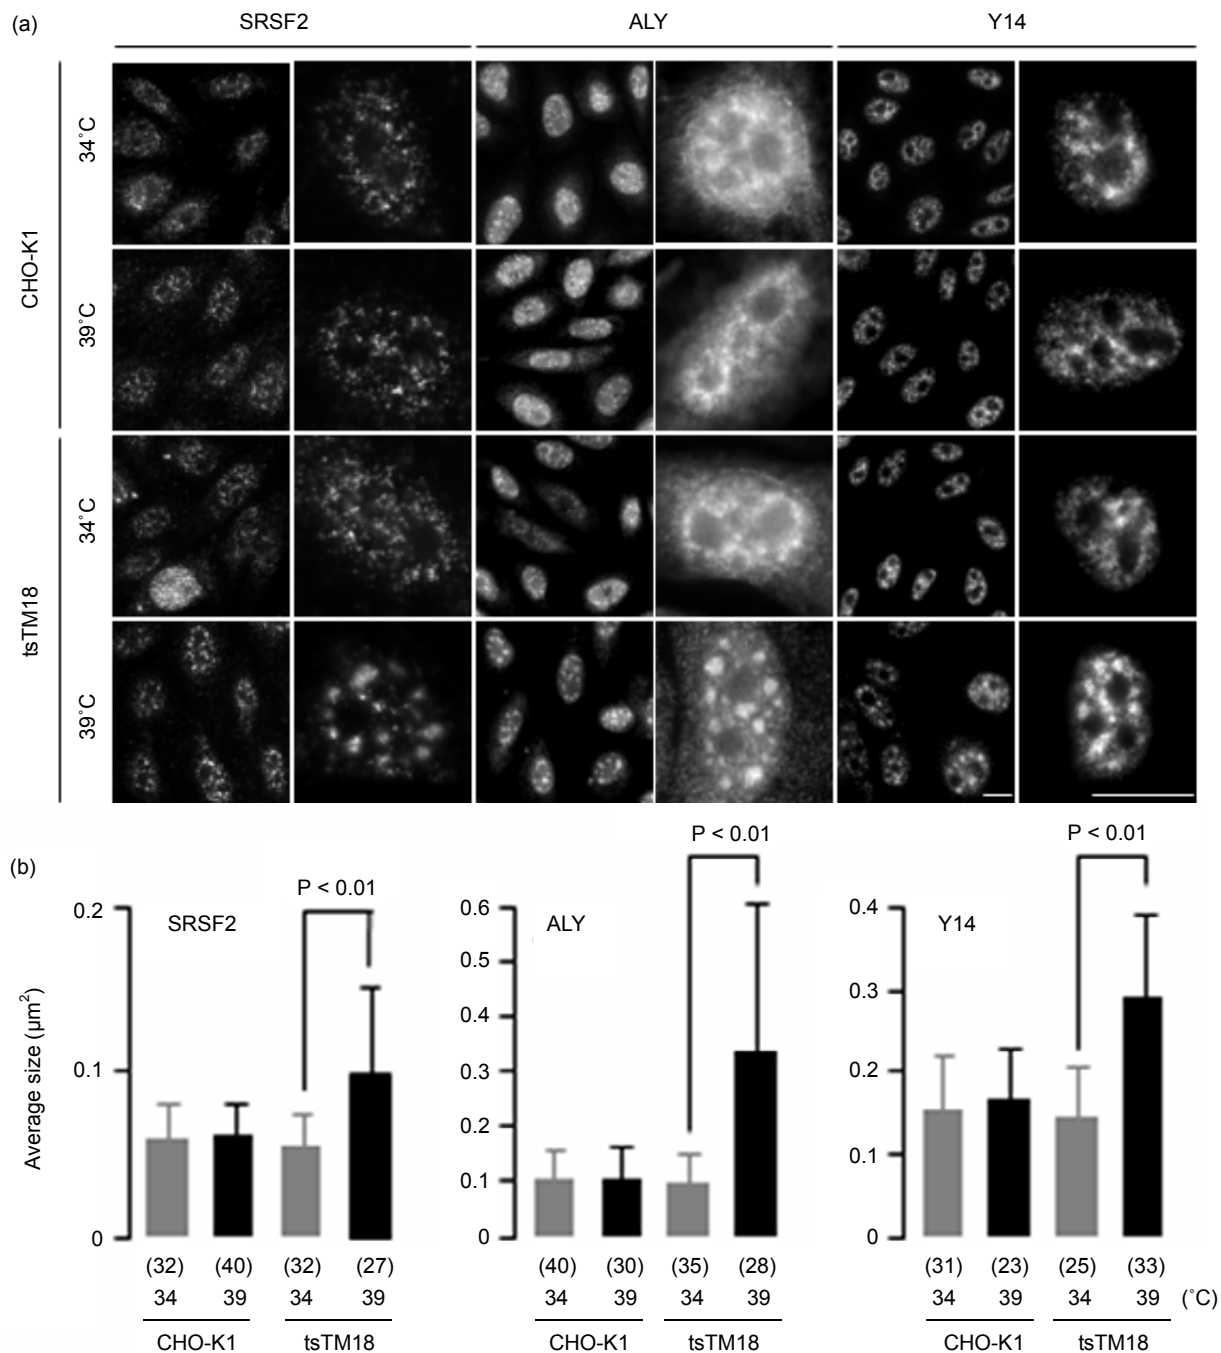 (a)
SRSF2 ALY Y14
CHO-K1
34˚C
39˚C
tsTM18
34˚C
39˚C
(b)
Average size (µm²)
P < 0.01
SRSF2
0.2
0.1
0
(32) (40) (32) (27)
34 39 34 39
CHO-K1 tsTM18
P < 0.01
ALY
0.6
0.5
0.4
0.3
0.2
0.1
0
(40) (30) (35) (28)
34 39 34 39
CHO-K1 tsTM18
P < 0.01
Y14
0.4
0.3
0.2
0.1
0
(31) (23) (25) (33)
34 39 34 39 (˚C)
CHO-K1 tsTM18